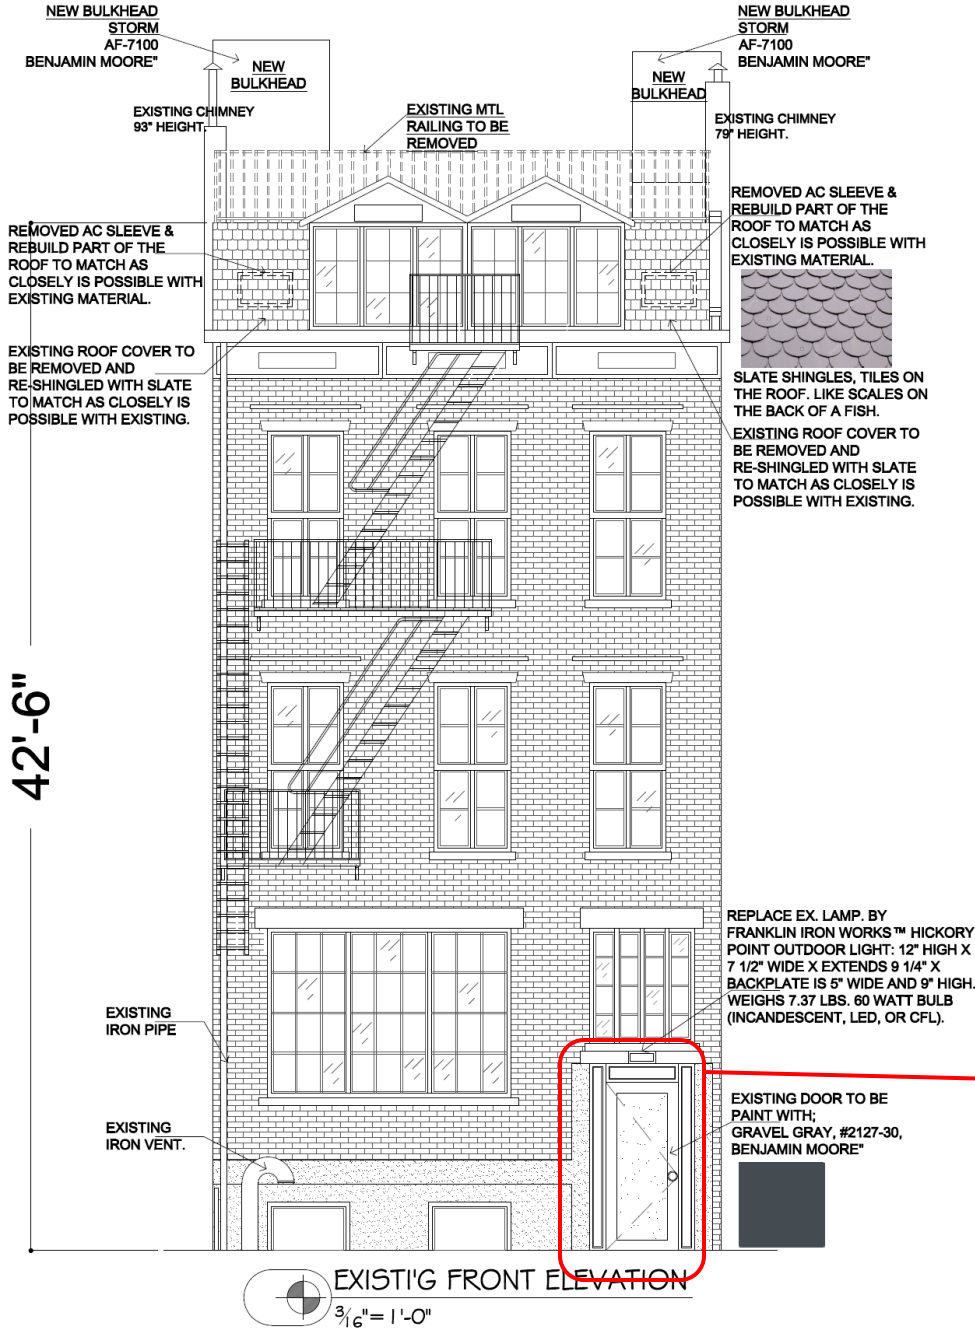 NEW BULKHEAD
STORM
AF-7100
BENJAMIN MOORE"
NEW
BULKHEAD
EXISTING CHIMNEY
93" HEIGHT.
EXISTING MTL
RAILING TO BE
REMOVED
NEW BULKHEAD
STORM
AF-7100
BENJAMIN MOORE"
NEW
BULKHEAD
EXISTING CHIMNEY
79" HEIGHT.
REMOVED AC SLEEVE &
REBUILD PART OF THE
ROOF TO MATCH AS
CLOSELY IS POSSIBLE WITH
EXISTING MATERIAL.
REMOVED AC SLEEVE &
REBUILD PART OF THE
ROOF TO MATCH AS
CLOSELY IS POSSIBLE WITH
EXISTING MATERIAL.
EXISTING ROOF COVER TO
BE REMOVED AND
RE-SHINGLED WITH SLATE
TO MATCH AS CLOSELY IS
POSSIBLE WITH EXISTING.
SLATE SHINGLES, TILES ON
THE ROOF. LIKE SCALES ON
THE BACK OF A FISH.
EXISTING ROOF COVER TO
BE REMOVED AND
RE-SHINGLED WITH SLATE
TO MATCH AS CLOSELY IS
POSSIBLE WITH EXISTING.
42'-6"
REPLACE EX. LAMP. BY
FRANKLIN IRON WORKS™ HICKORY
POINT OUTDOOR LIGHT: 12" HIGH X
7 1/2" WIDE X EXTENDS 9 1/4" X
BACKPLATE IS 5" WIDE AND 9" HIGH.
WEIGHS 7.37 LBS. 60 WATT BULB
(INCANDESCENT, LED, OR CFL).
EXISTING
IRON PIPE
EXISTING
IRON VENT.
EXISTING DOOR TO BE
PAINT WITH;
GRAVEL GRAY, #2127-30,
BENJAMIN MOORE"
EXISTI'G FRONT ELEVATION
3/16"= 1'-0"